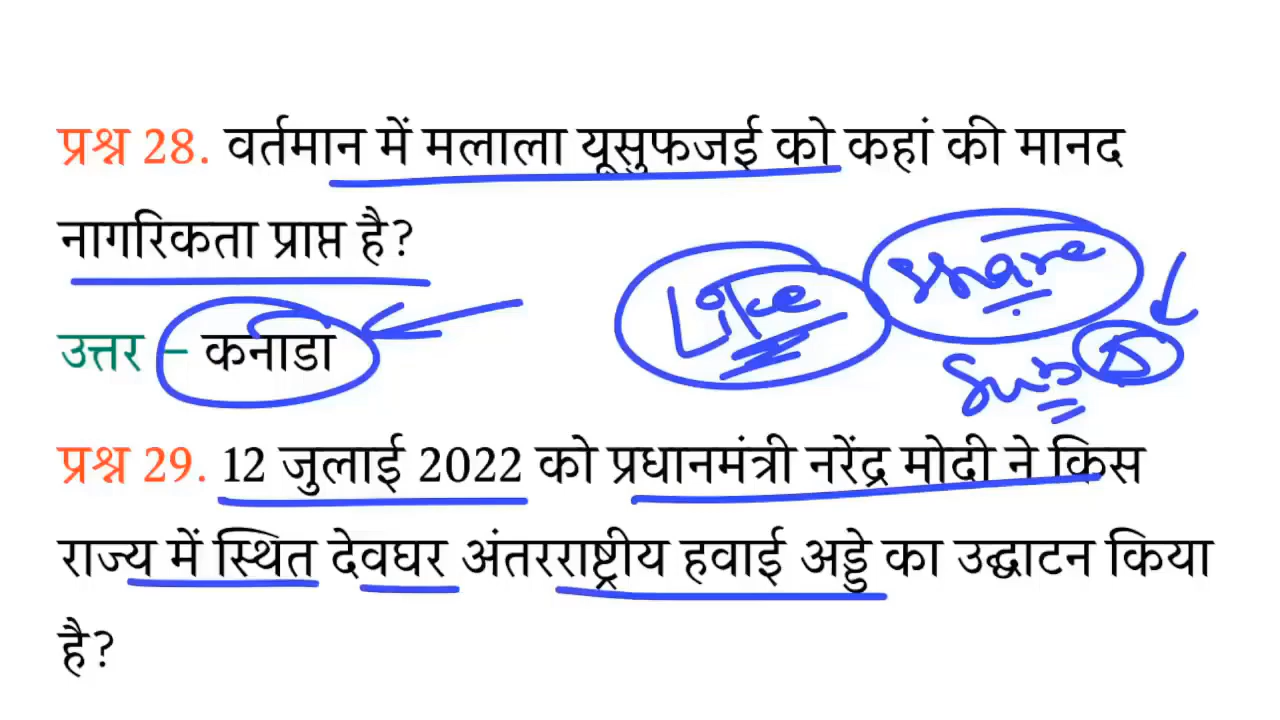 प्रश्न 28. वर्तमान में मलाला यूसुफजई को कहां की मानद
नागरिकता प्राप्त है?
Like
Share
Sub
उत्तर – कनाडा
प्रश्न 29. 12 जुलाई 2022 को प्रधानमंत्री नरेंद्र मोदी ने किस
राज्य में स्थित देवघर अंतरराष्ट्रीय हवाई अड्डे का उद्घाटन किया
है?